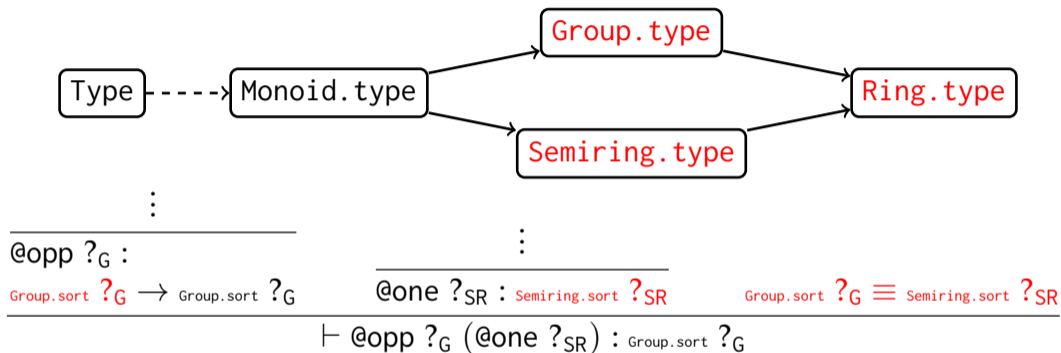 Group.type
Type Monoid.type Ring.type
Semiring.type
⋮
@opp ?G : ⋮
Group.sort ?G → Group.sort ?G @one ?SR : Semiring.sort ?SR Group.sort ?G ≡ Semiring.sort ?SR
⊢ @opp ?G (@one ?SR) : Group.sort ?G